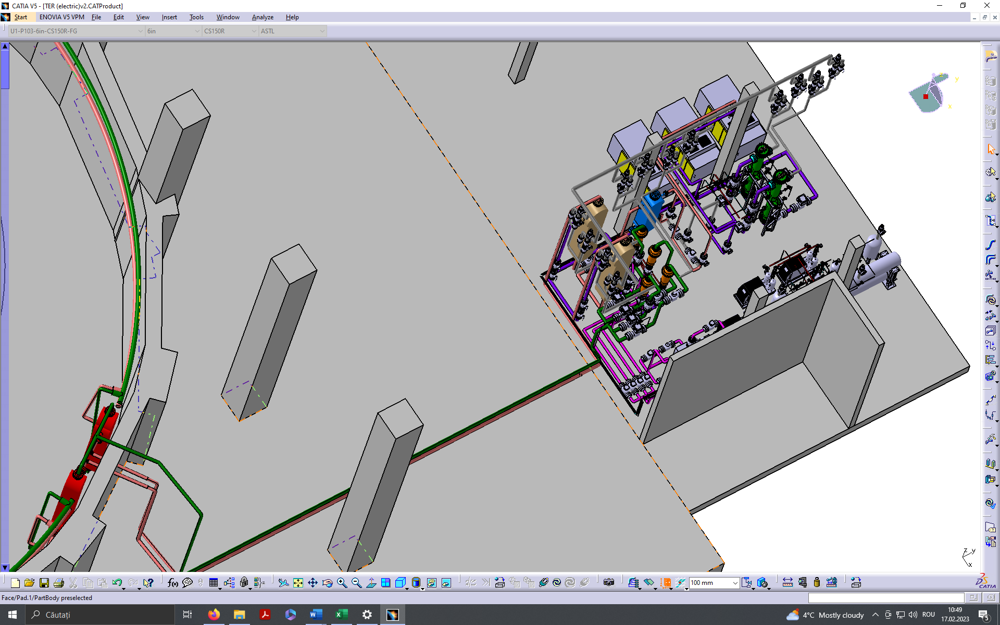 CATIA V5 - [TER (electric)v2.CATProduct]
Start ENOVIA V5 VPM File Edit View Insert Tools Window Analyze Help
U1-P103-6in-CS150R-FG 6in CS150R ASTL
y
x
z y
x
f(x) 100 mm
CATIA
Face/Pad.1/PartBody preselected
Căutați 4°C Mostly cloudy ROU 10:49
17.02.2023 5